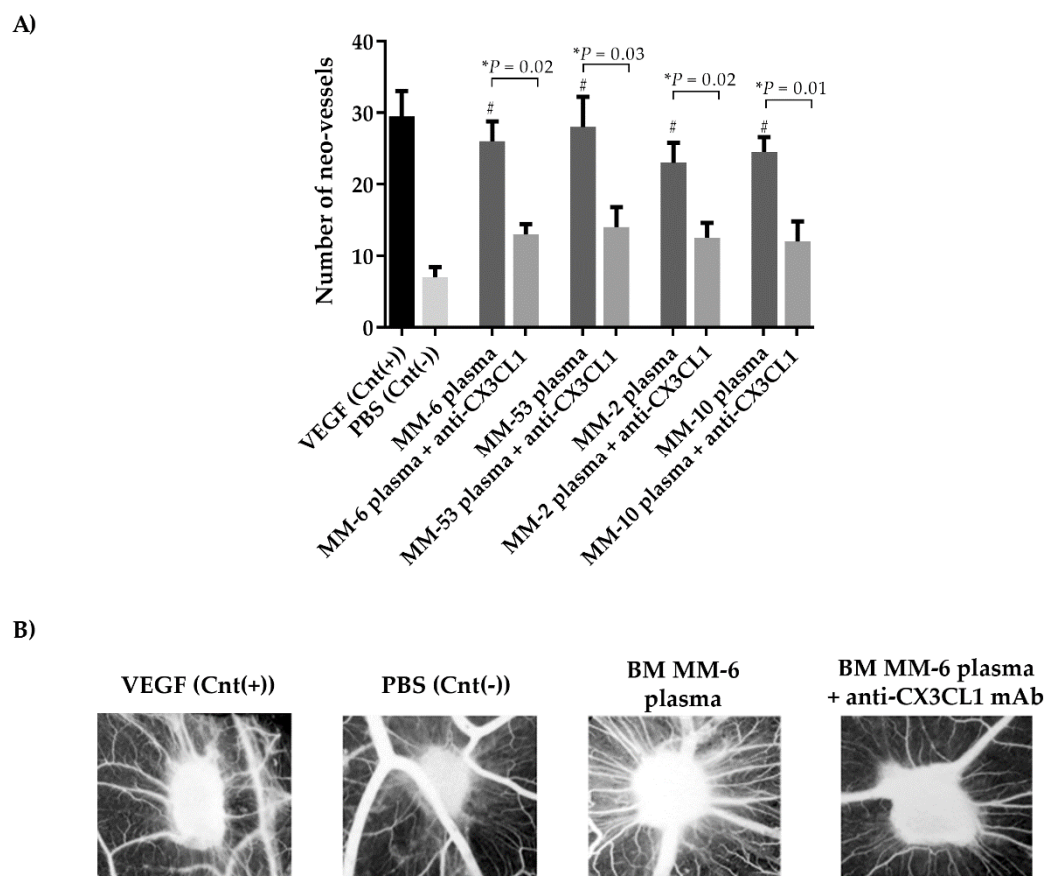 A)
Number of neo-vessels
40
30
20
10
0
*P = 0.02
*P = 0.03
*P = 0.02
*P = 0.01
#
#
#
#
VEGF (Cnt(+))
PBS (Cnt(-))
MM-6 plasma
MM-6 plasma + anti-CX3CL1
MM-53 plasma
MM-53 plasma + anti-CX3CL1
MM-2 plasma
MM-2 plasma + anti-CX3CL1
MM-10 plasma
MM-10 plasma + anti-CX3CL1
B)
VEGF (Cnt(+))
PBS (Cnt(-))
BM MM-6
plasma
BM MM-6 plasma
+ anti-CX3CL1 mAb